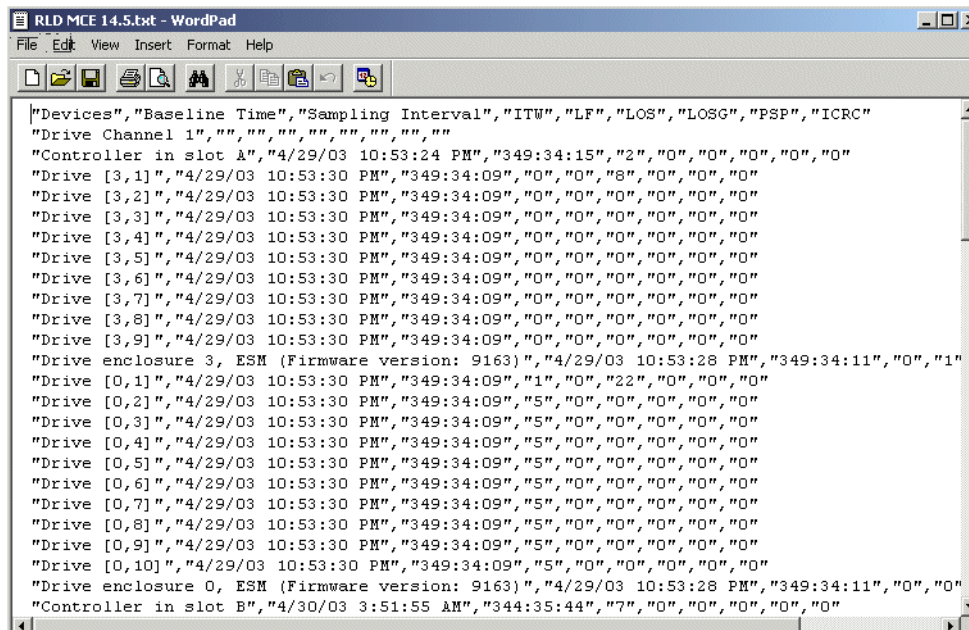 RLD MCE 14.5.txt - WordPad
File Edit View Insert Format Help
"Devices","Baseline Time","Sampling Interval","ITW","LF","LOS","LOSG","PSP","ICRC"
"Drive Channel 1","","","","","","","",""
"Controller in slot A","4/29/03 10:53:24 PM","349:34:15","2","0","0","0","0","0"
"Drive [3,1]","4/29/03 10:53:30 PM","349:34:09","0","0","8","0","0","0"
"Drive [3,2]","4/29/03 10:53:30 PM","349:34:09","0","0","0","0","0","0"
"Drive [3,3]","4/29/03 10:53:30 PM","349:34:09","0","0","0","0","0","0"
"Drive [3,4]","4/29/03 10:53:30 PM","349:34:09","0","0","0","0","0","0"
"Drive [3,5]","4/29/03 10:53:30 PM","349:34:09","0","0","0","0","0","0"
"Drive [3,6]","4/29/03 10:53:30 PM","349:34:09","0","0","0","0","0","0"
"Drive [3,7]","4/29/03 10:53:30 PM","349:34:09","0","0","0","0","0","0"
"Drive [3,8]","4/29/03 10:53:30 PM","349:34:09","0","0","0","0","0","0"
"Drive [3,9]","4/29/03 10:53:30 PM","349:34:09","0","0","0","0","0","0"
"Drive enclosure 3, ESM (Firmware version: 9163)","4/29/03 10:53:28 PM","349:34:11","0","1"
"Drive [0,1]","4/29/03 10:53:30 PM","349:34:09","1","0","22","0","0","0"
"Drive [0,2]","4/29/03 10:53:30 PM","349:34:09","5","0","0","0","0","0"
"Drive [0,3]","4/29/03 10:53:30 PM","349:34:09","5","0","0","0","0","0"
"Drive [0,4]","4/29/03 10:53:30 PM","349:34:09","5","0","0","0","0","0"
"Drive [0,5]","4/29/03 10:53:30 PM","349:34:09","5","0","0","0","0","0"
"Drive [0,6]","4/29/03 10:53:30 PM","349:34:09","5","0","0","0","0","0"
"Drive [0,7]","4/29/03 10:53:30 PM","349:34:09","5","0","0","0","0","0"
"Drive [0,8]","4/29/03 10:53:30 PM","349:34:09","5","0","0","0","0","0"
"Drive [0,9]","4/29/03 10:53:30 PM","349:34:09","5","0","0","0","0","0"
"Drive [0,10]","4/29/03 10:53:30 PM","349:34:09","5","0","0","0","0","0"
"Drive enclosure 0, ESM (Firmware version: 9163)","4/29/03 10:53:28 PM","349:34:11","0","0"
"Controller in slot B","4/30/03 3:51:55 AM","344:35:44","7","0","0","0","0","0"